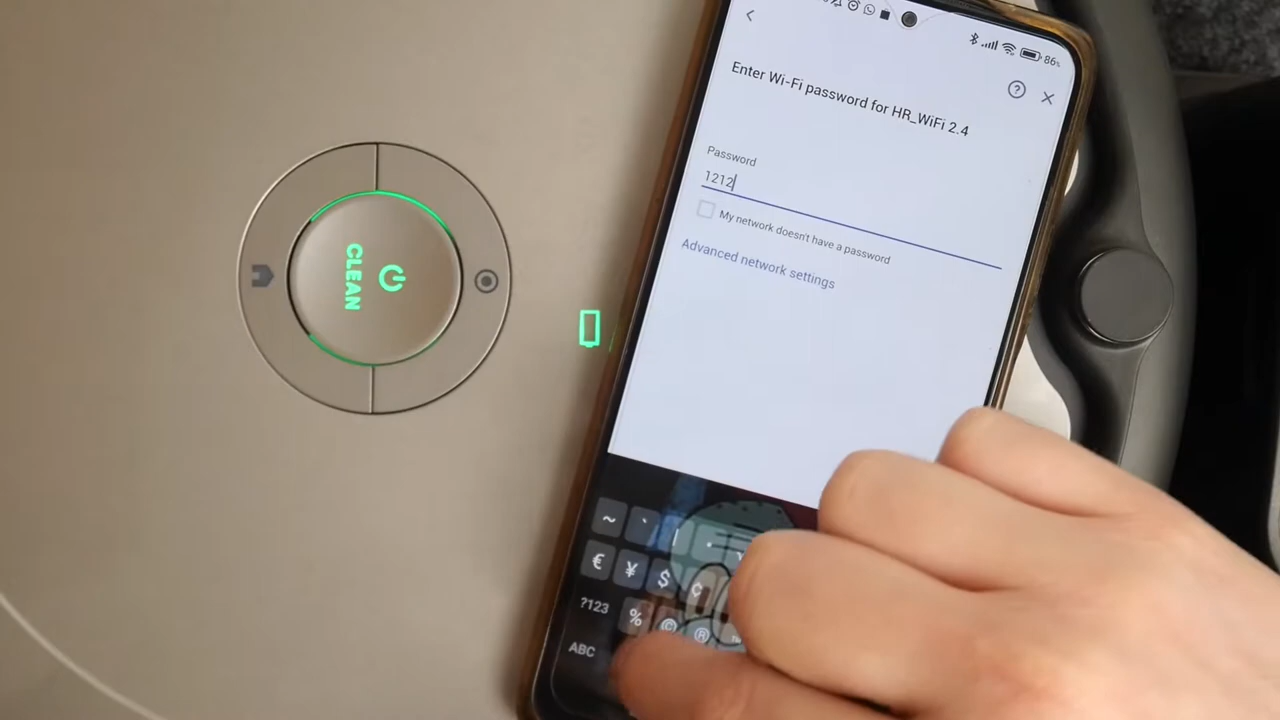 86%
Enter Wi-Fi password for HR_WiFi 2.4
Password
1212
My network doesn't have a password
Advanced network settings
CLEAN
~ `
€ ¥ $ ¢
?123 % © ®
ABC